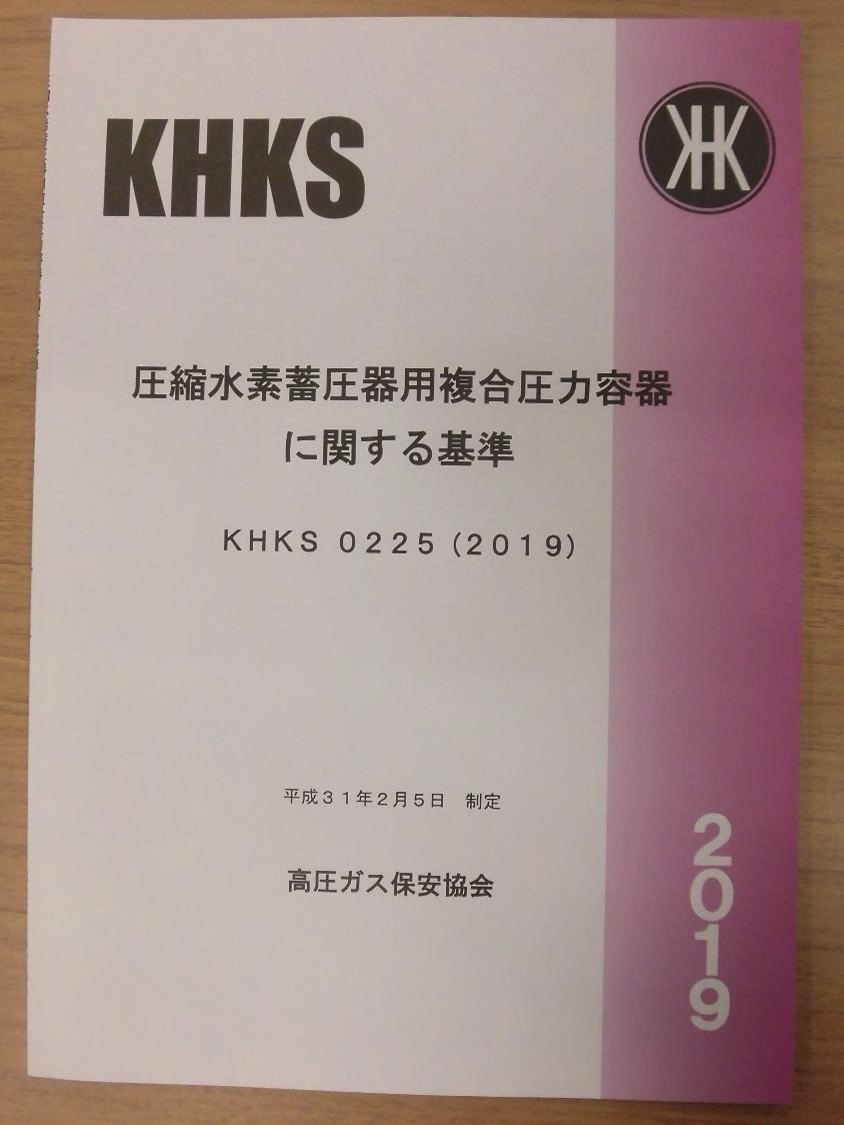 KHKS
KHK
圧縮水素蓄圧器用複合圧力容器
に関する基準
KHKS 0225 (2019)
平成31年2月5日 制定
高圧ガス保安協会
2019